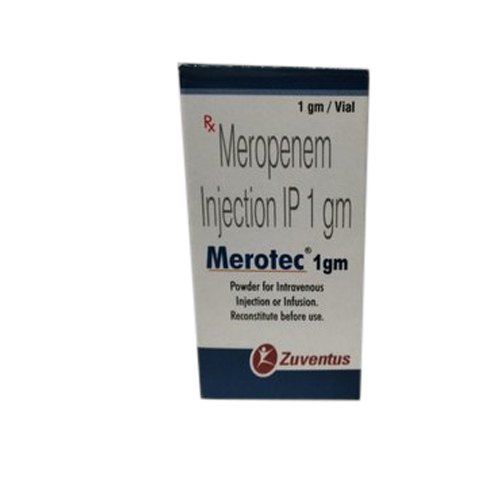 1 gm / Vial
Rx Meropenem
Injection IP 1 gm
Merotec® 1gm
Powder for Intravenous
Injection or Infusion.
Reconstitute before use.
Zuventus